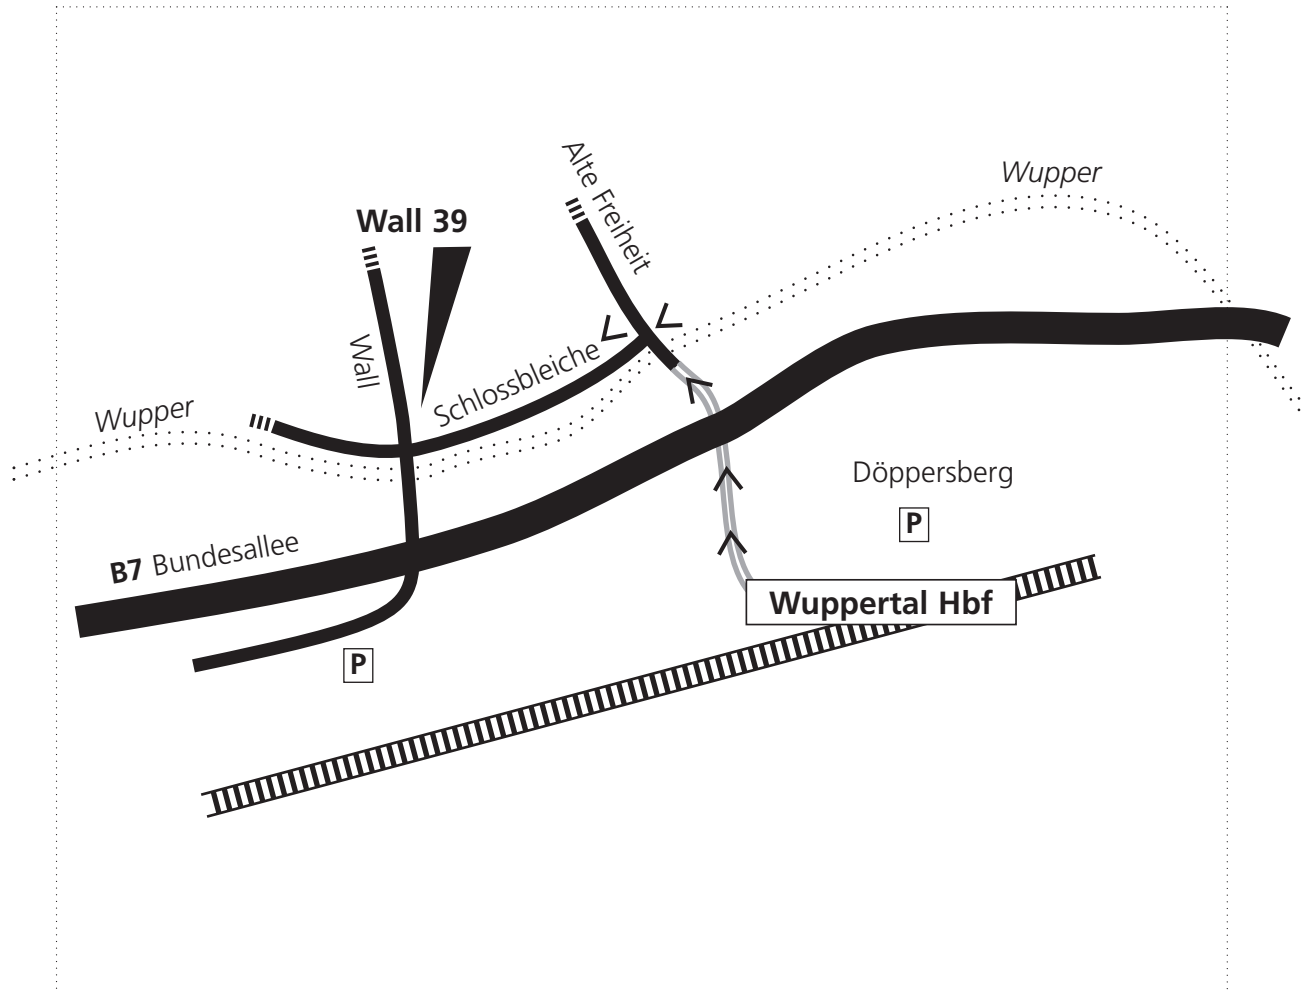 Alte Freiheit
Wupper
Wall 39
Wall
Schlossbleiche
Wupper
Döppersberg
P
B7 Bundesallee
Wuppertal Hbf
P